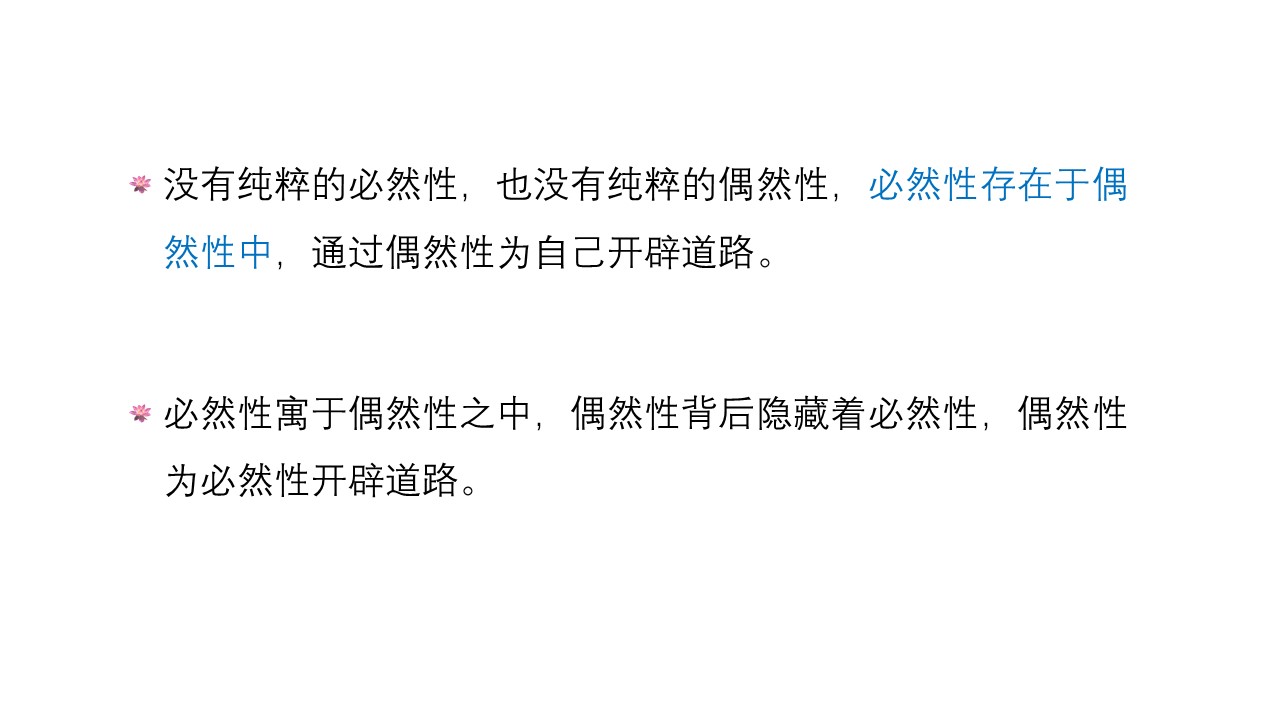 没有纯粹的必然性，也没有纯粹的偶然性，必然性存在于偶
然性中，通过偶然性为自己开辟道路。
必然性寓于偶然性之中，偶然性背后隐藏着必然性，偶然性
为必然性开辟道路。